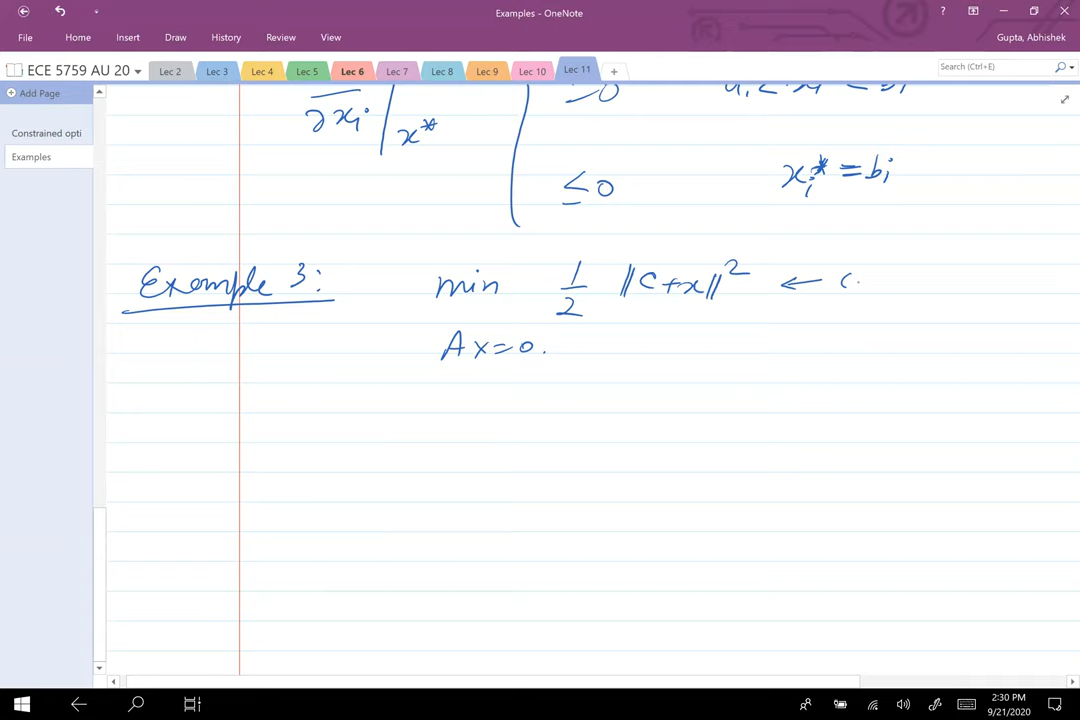 Examples - OneNote
Gupta, Abhishek
File Home Insert Draw History Review View
ECE 5759 AU 20 Lec 2 Lec 3 Lec 4 Lec 5 Lec 6 Lec 7 Lec 8 Lec 9 Lec 10 Lec 11
Search (Ctrl+E)
Add Page
Constrained opti
Examples
∂xi | x*
≤ 0 xi* = bi
Example 3: min 1/2 ||c+x||² ← c
Ax=0.
2:30 PM
9/21/2020